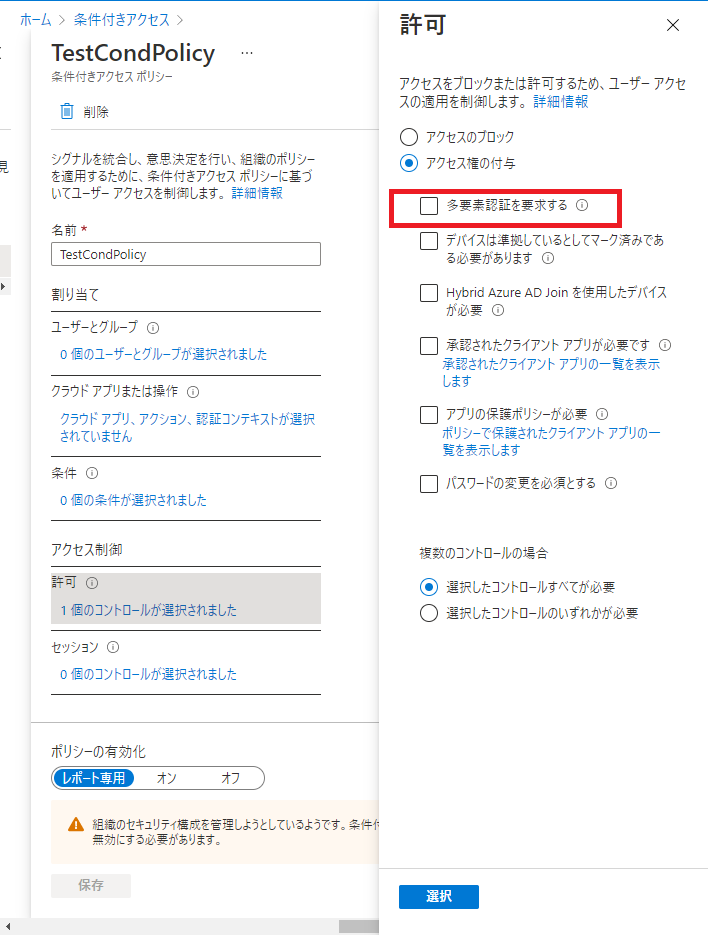 ホーム > 条件付きアクセス >
TestCondPolicy …
条件付きアクセス ポリシー
削除
シグナルを統合し、意思決定を行い、組織のポリシー
を適用するために、条件付きアクセス ポリシーに基づ
いてユーザー アクセスを制御します。 詳細情報
名前 *
TestCondPolicy
割り当て
ユーザーとグループ
0 個のユーザーとグループが選択されました
クラウド アプリまたは操作
クラウド アプリ、アクション、認証コンテキストが選択
されていません
条件
0 個の条件が選択されました
アクセス制御
許可
1 個のコントロールが選択されました
セッション
0 個のコントロールが選択されました
ポリシーの有効化
レポート専用 オン オフ
組織のセキュリティ構成を管理しようとしているようです。条件付
無効にする必要があります。
保存
見
許可
アクセスをブロックまたは許可するため、ユーザー アクセ
スの適用を制御します。 詳細情報
アクセスのブロック
アクセス権の付与
多要素認証を要求する
デバイスは準拠しているとしてマーク済みであ
る必要があります
Hybrid Azure AD Join を使用したデバイス
が必要
承認されたクライアント アプリが必要です
承認されたクライアント アプリの一覧を表示
します
アプリの保護ポリシーが必要
ポリシーで保護されたクライアント アプリの一
覧を表示します
パスワードの変更を必須とする
複数のコントロールの場合
選択したコントロールすべてが必要
選択したコントロールのいずれかが必要
選択